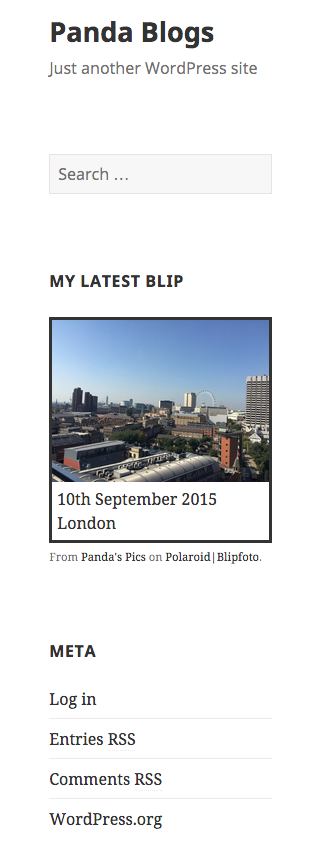 Panda Blogs
Just another WordPress site
Search …
MY LATEST BLIP
10th September 2015
London
From Panda's Pics on Polaroid|Blipfoto.
META
Log in
Entries RSS
Comments RSS
WordPress.org